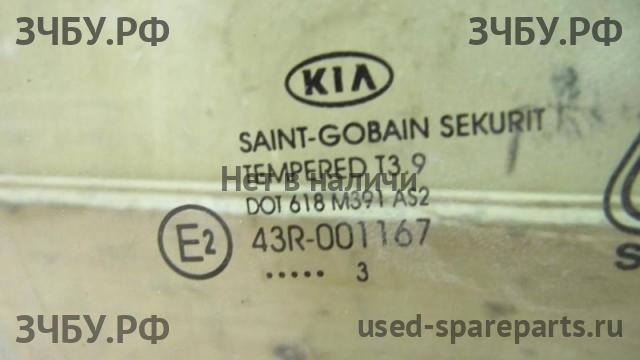 ЗЧБУ.РФ ЗЧБУ.РФ
KIA
SAINT-GOBAIN SEKURIT
TEMPERED T3,9
Нет в наличии
DOT 618 M391 AS2
E2 43R-001167
..... 3
S
ЗЧБУ.РФ used-spareparts.ru